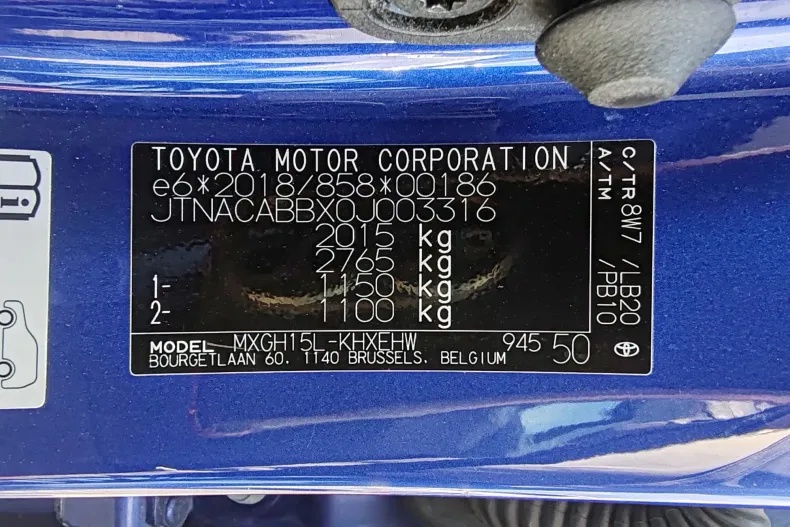 TOYOTA MOTOR CORPORATION
e6*2018/858*00186
JTNACABBX0J003316
2015 kg
2765 kg
1- 1150 kg
2- 1100 kg
MODEL MXGH15L-KHXEHW 945 50
BOURGETLAAN 60, 1140 BRUSSELS, BELGIUM
C/TR 8W7 /LB20
A/TM /PB10
i